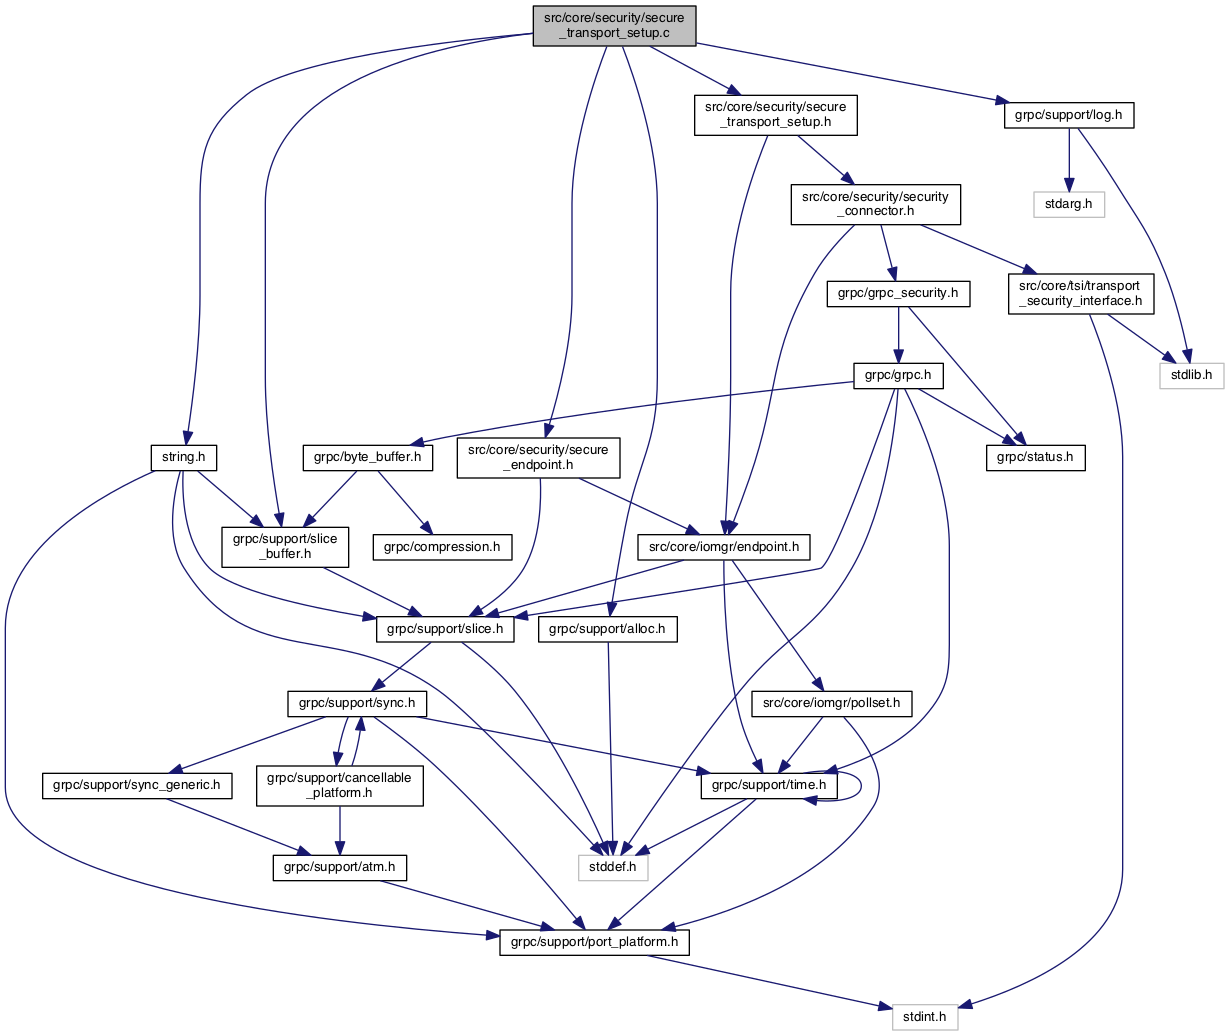 src/core/security/secure
_transport_setup.c
src/core/security/secure
_transport_setup.h
grpc/support/log.h
src/core/security/security
_connector.h
stdarg.h
grpc/grpc_security.h
src/core/tsi/transport
_security_interface.h
grpc/grpc.h
stdlib.h
string.h
grpc/byte_buffer.h
src/core/security/secure
_endpoint.h
grpc/status.h
grpc/support/slice
_buffer.h
grpc/compression.h
src/core/iomgr/endpoint.h
grpc/support/slice.h
grpc/support/alloc.h
grpc/support/sync.h
src/core/iomgr/pollset.h
grpc/support/sync_generic.h
grpc/support/cancellable
_platform.h
grpc/support/time.h
grpc/support/atm.h
stddef.h
grpc/support/port_platform.h
stdint.h